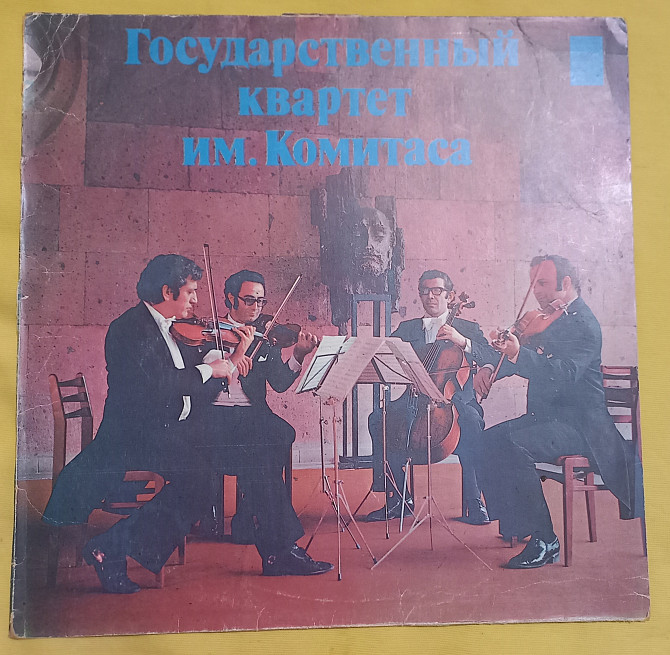 Государственный
квартет
им. Комитаса